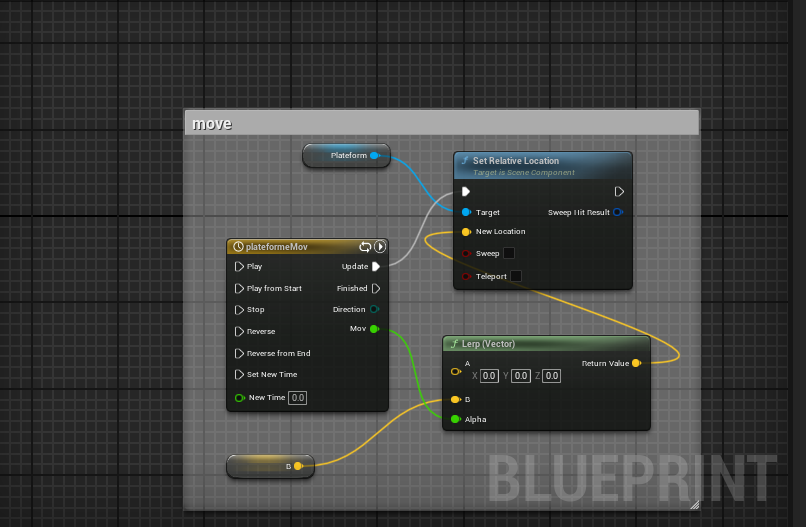 move
Plateform
Set Relative Location
Target is Scene Component
Target
Sweep Hit Result
New Location
Sweep
Teleport
plateformeMov
Play
Update
Play from Start
Finished
Stop
Direction
Reverse
Mov
Reverse from End
Set New Time
New Time 0.0
Lerp (Vector)
A
Return Value
X 0.0 Y 0.0 Z 0.0
B
Alpha
B
BLUEPRINT